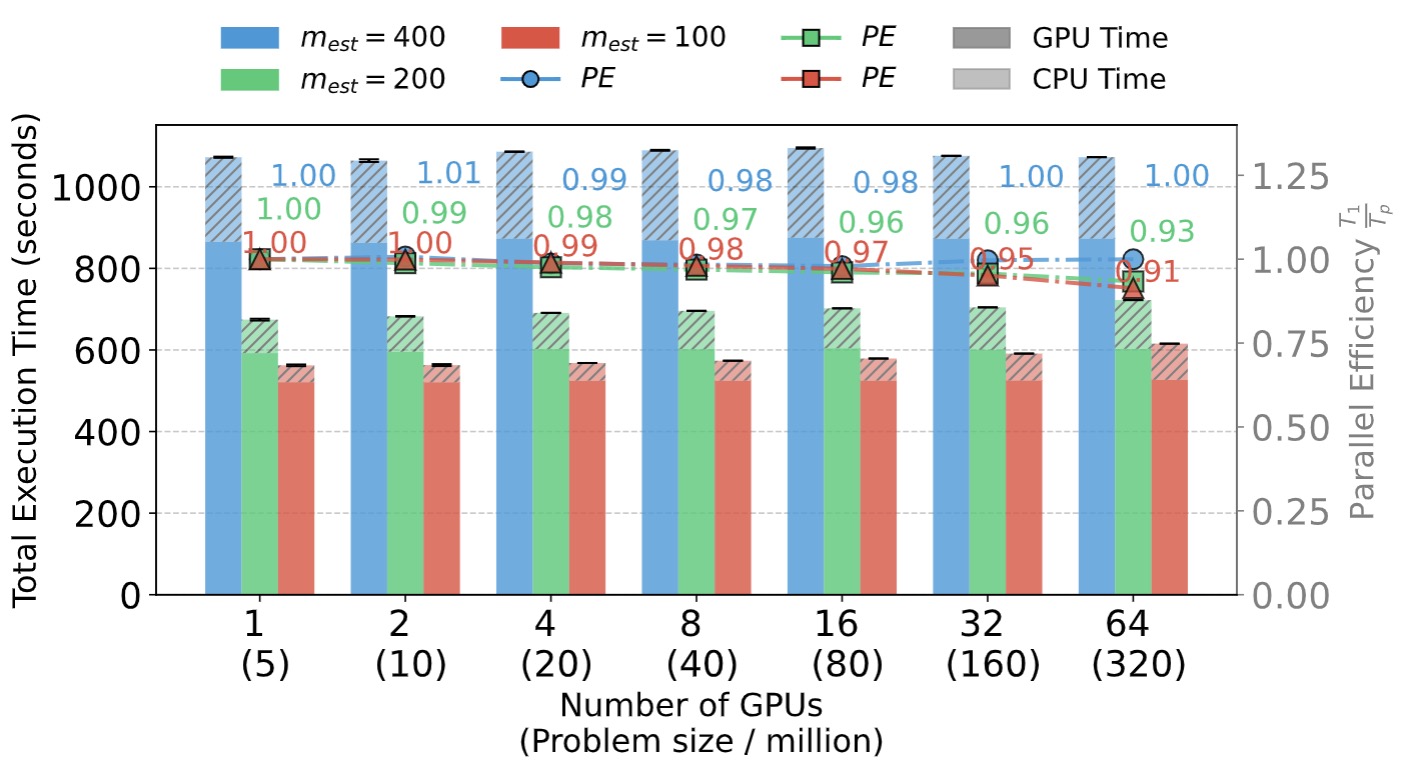 m_est = 400 m_est = 100 PE GPU Time
m_est = 200 PE PE CPU Time
Total Execution Time (seconds)
1000
800
600
400
200
0
1.00 1.01 0.99 0.98 0.98 1.00 1.00
1.00 0.99 0.98 0.97 0.96 0.96 0.93
1.00 1.00 0.99 0.98 0.97 0.95 0.91
1.25
1.00
0.75
0.50
0.25
0.00
Parallel Efficiency T_1/T_p
1 2 4 8 16 32 64
(5) (10) (20) (40) (80) (160) (320)
Number of GPUs
(Problem size / million)